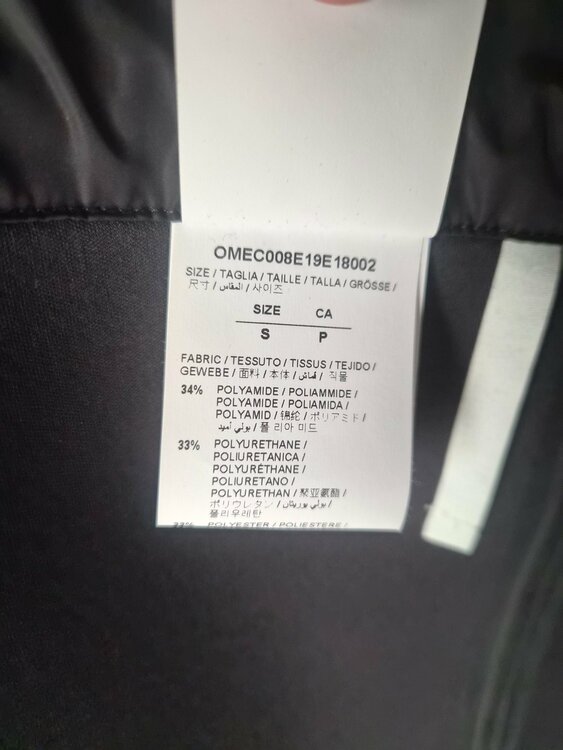 OMEC008E19E18002
SIZE / TAGLIA / TAILLE / TALLA / GRÖSSE /
尺寸 / المقاس / 사이즈
SIZE CA
S P
FABRIC / TESSUTO / TISSUS / TEJIDO /
GEWEBE / 面料 / 本体 / قماش / 직물
34% POLYAMIDE / POLIAMMIDE /
POLYAMIDE / POLIAMIDA /
POLYAMID / 锦纶 / ポリアミド /
بولي أميد / 폴리아미드
33% POLYURETHANE /
POLIURETANICA /
POLYURÉTHANE /
POLIURETANO /
POLYURETHAN / 聚亚氨酯 /
ポリウレタン / بولي يوريثان /
폴리우레탄
33% POLYESTER / POLIESTERE /